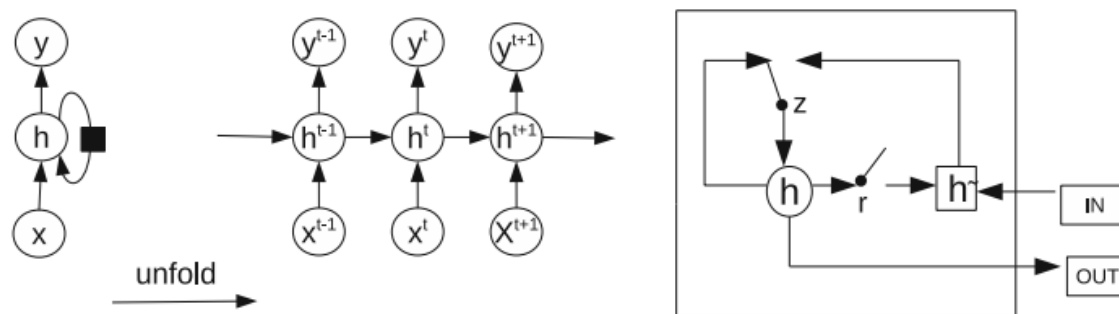 y
h
x
unfold
y^t-1 y^t y^t+1
h^t-1 h^t h^t+1
x^t-1 x^t X^t+1
z
h r h~
IN
OUT